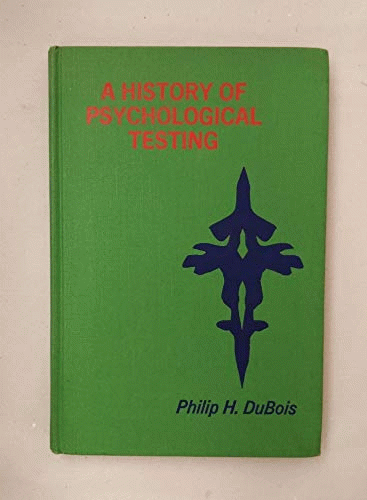 A HISTORY OF
PSYCHOLOGICAL
TESTING
Philip H. DuBois